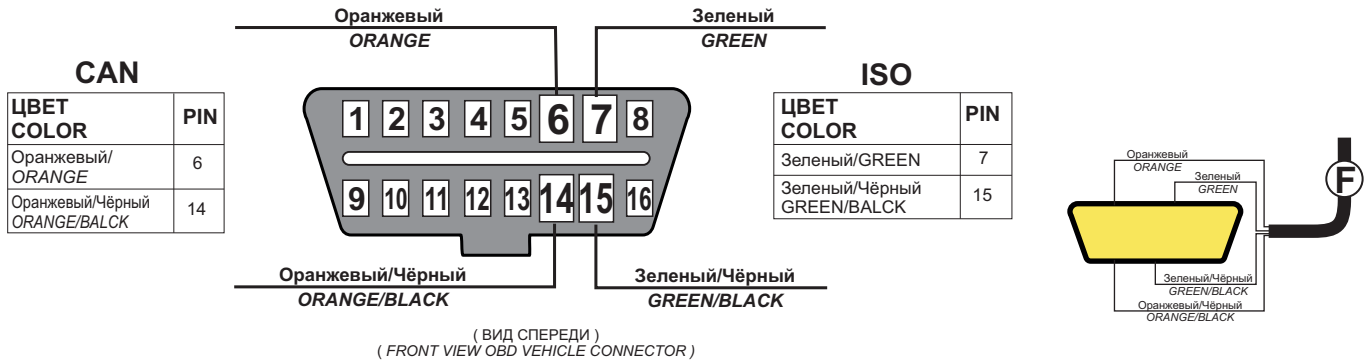 Оранжевый
ORANGE
Зеленый
GREEN
CAN
ЦВЕТ PIN
COLOR
Оранжевый/ 6
ORANGE
Оранжевый/Чёрный 14
ORANGE/BALCK
1 2 3 4 5 6 7 8
9 10 11 12 13 14 15 16
Оранжевый/Чёрный
ORANGE/BLACK
Зеленый/Чёрный
GREEN/BLACK
( ВИД СПЕРЕДИ )
( FRONT VIEW OBD VEHICLE CONNECTOR )
ISO
ЦВЕТ PIN
COLOR
Зеленый/GREEN 7
Зеленый/Чёрный 15
GREEN/BALCK
Оранжевый
ORANGE
Зеленый
GREEN
F
Зеленый/Чёрный
GREEN/BLACK
Оранжевый/Чёрный
ORANGE/BLACK